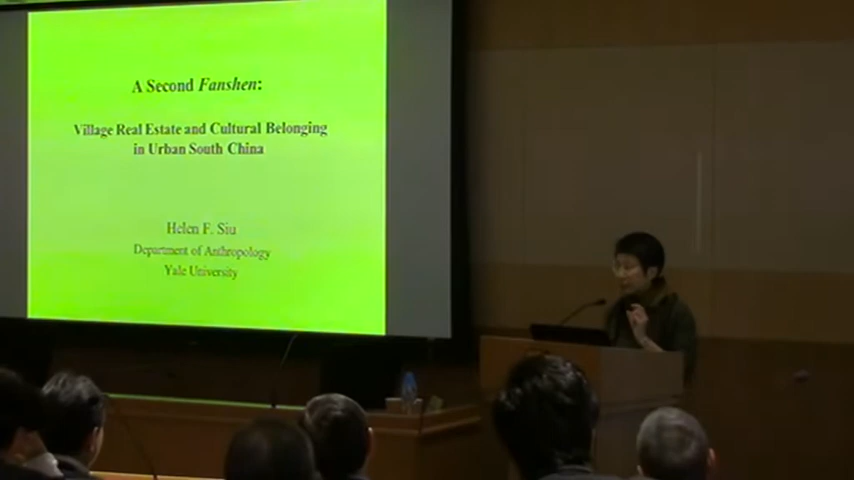 A Second Fanshen:
Village Real Estate and Cultural Belonging
in Urban South China
Helen F. Siu
Department of Anthropology
Yale University